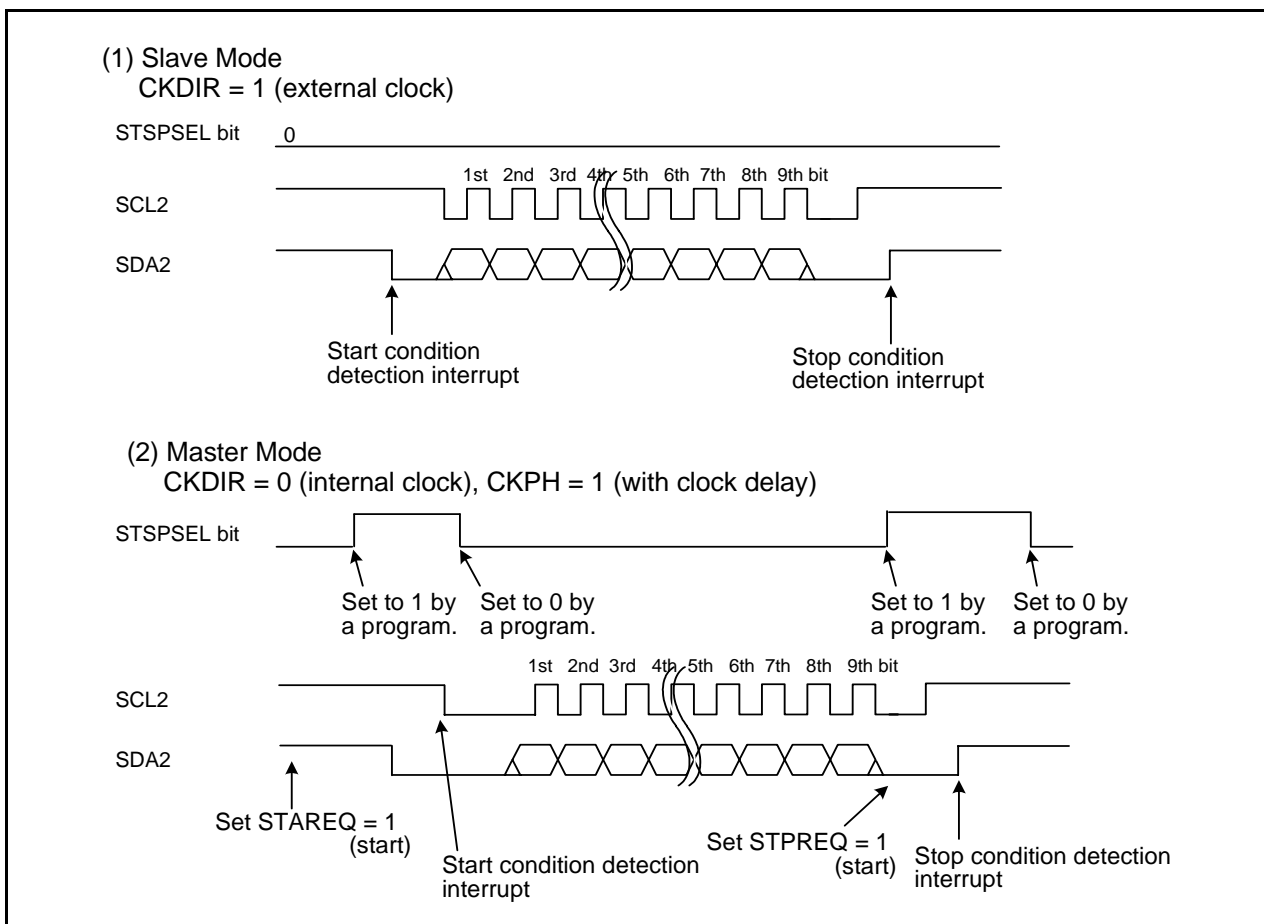 (1) Slave Mode
CKDIR = 1 (external clock)
STSPSEL bit
0
1st 2nd 3rd 4th 5th 6th 7th 8th 9th bit
SCL2
SDA2
Start condition
detection interrupt
Stop condition
detection interrupt
(2) Master Mode
CKDIR = 0 (internal clock), CKPH = 1 (with clock delay)
STSPSEL bit
Set to 1 by
a program.
Set to 0 by
a program.
Set to 1 by
a program.
Set to 0 by
a program.
1st 2nd 3rd 4th 5th 6th 7th 8th 9th bit
SCL2
SDA2
Set STAREQ = 1
(start)
Start condition detection
interrupt
Set STPREQ = 1
(start)
Stop condition detection
interrupt